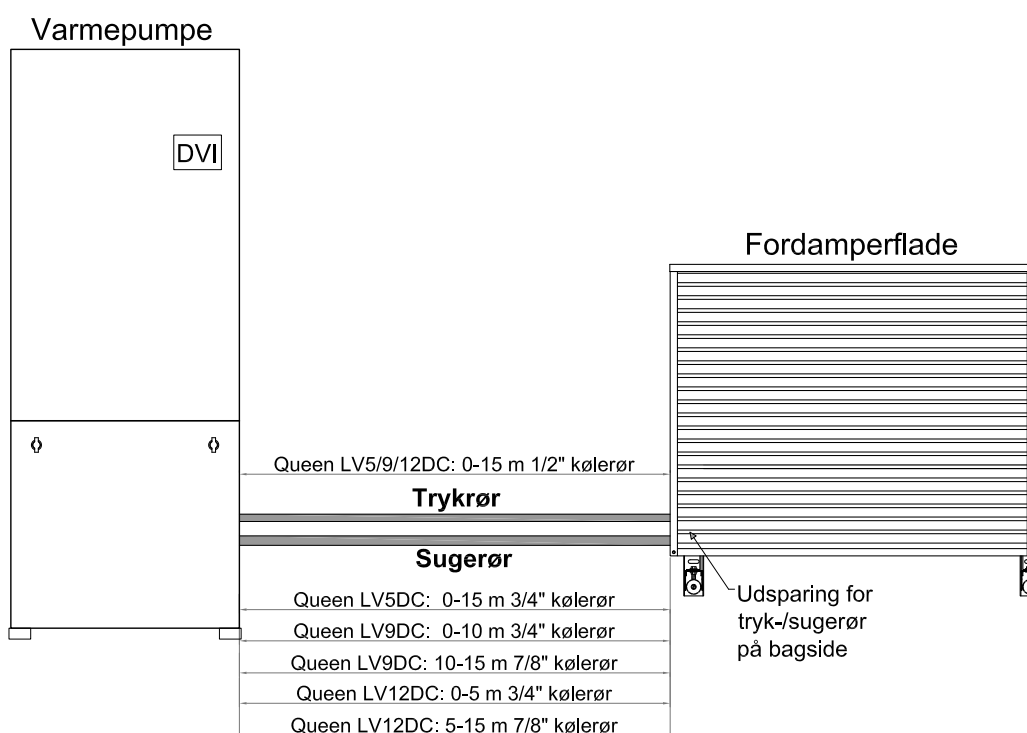 Varmepumpe
DVI
Fordamperflade
Queen LV5/9/12DC: 0-15 m 1/2" kølerør
Trykrør
Sugerør
Queen LV5DC: 0-15 m 3/4" kølerør
Queen LV9DC: 0-10 m 3/4" kølerør
Queen LV9DC: 10-15 m 7/8" kølerør
Queen LV12DC: 0-5 m 3/4" kølerør
Queen LV12DC: 5-15 m 7/8" kølerør
Udsparing for
tryk-/sugerør
på bagside